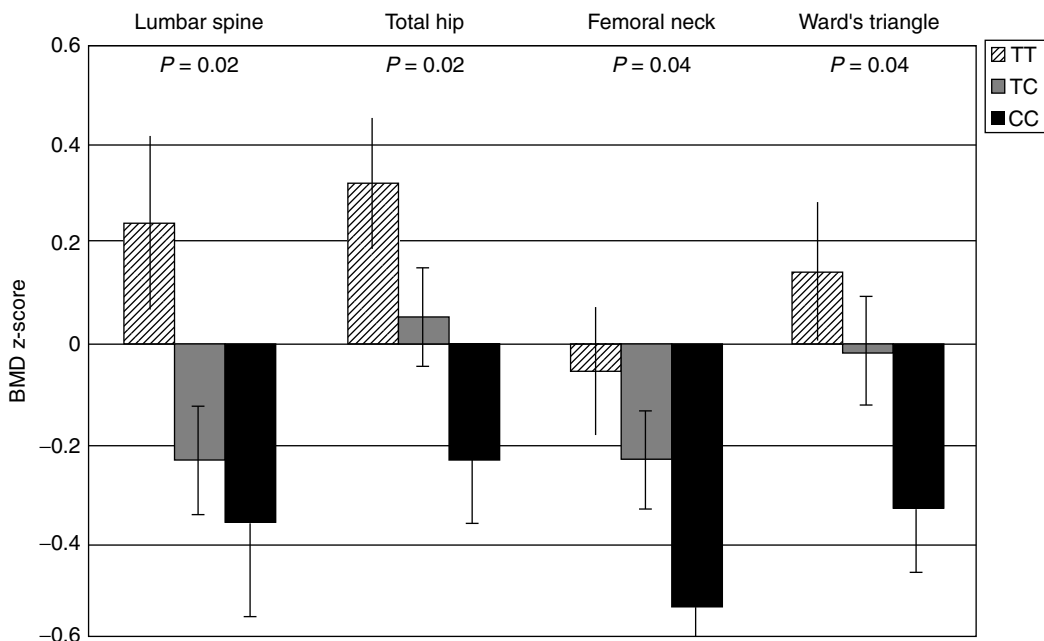 Lumbar spine Total hip Femoral neck Ward's triangle
P = 0.02 P = 0.02 P = 0.04 P = 0.04
TT
TC
CC
BMD z-score
0.6
0.4
0.2
0
–0.2
–0.4
–0.6